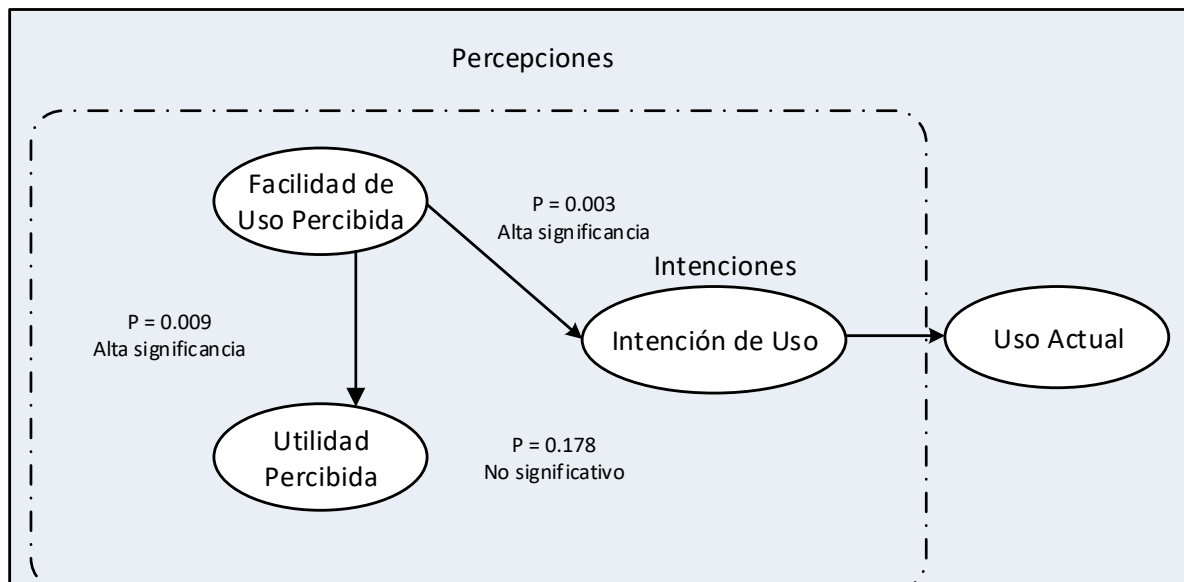 Percepciones
Facilidad de
Uso Percibida
P = 0.003
Alta significancia
Intenciones
P = 0.009
Alta significancia
Intención de Uso
Uso Actual
Utilidad
Percibida
P = 0.178
No significativo